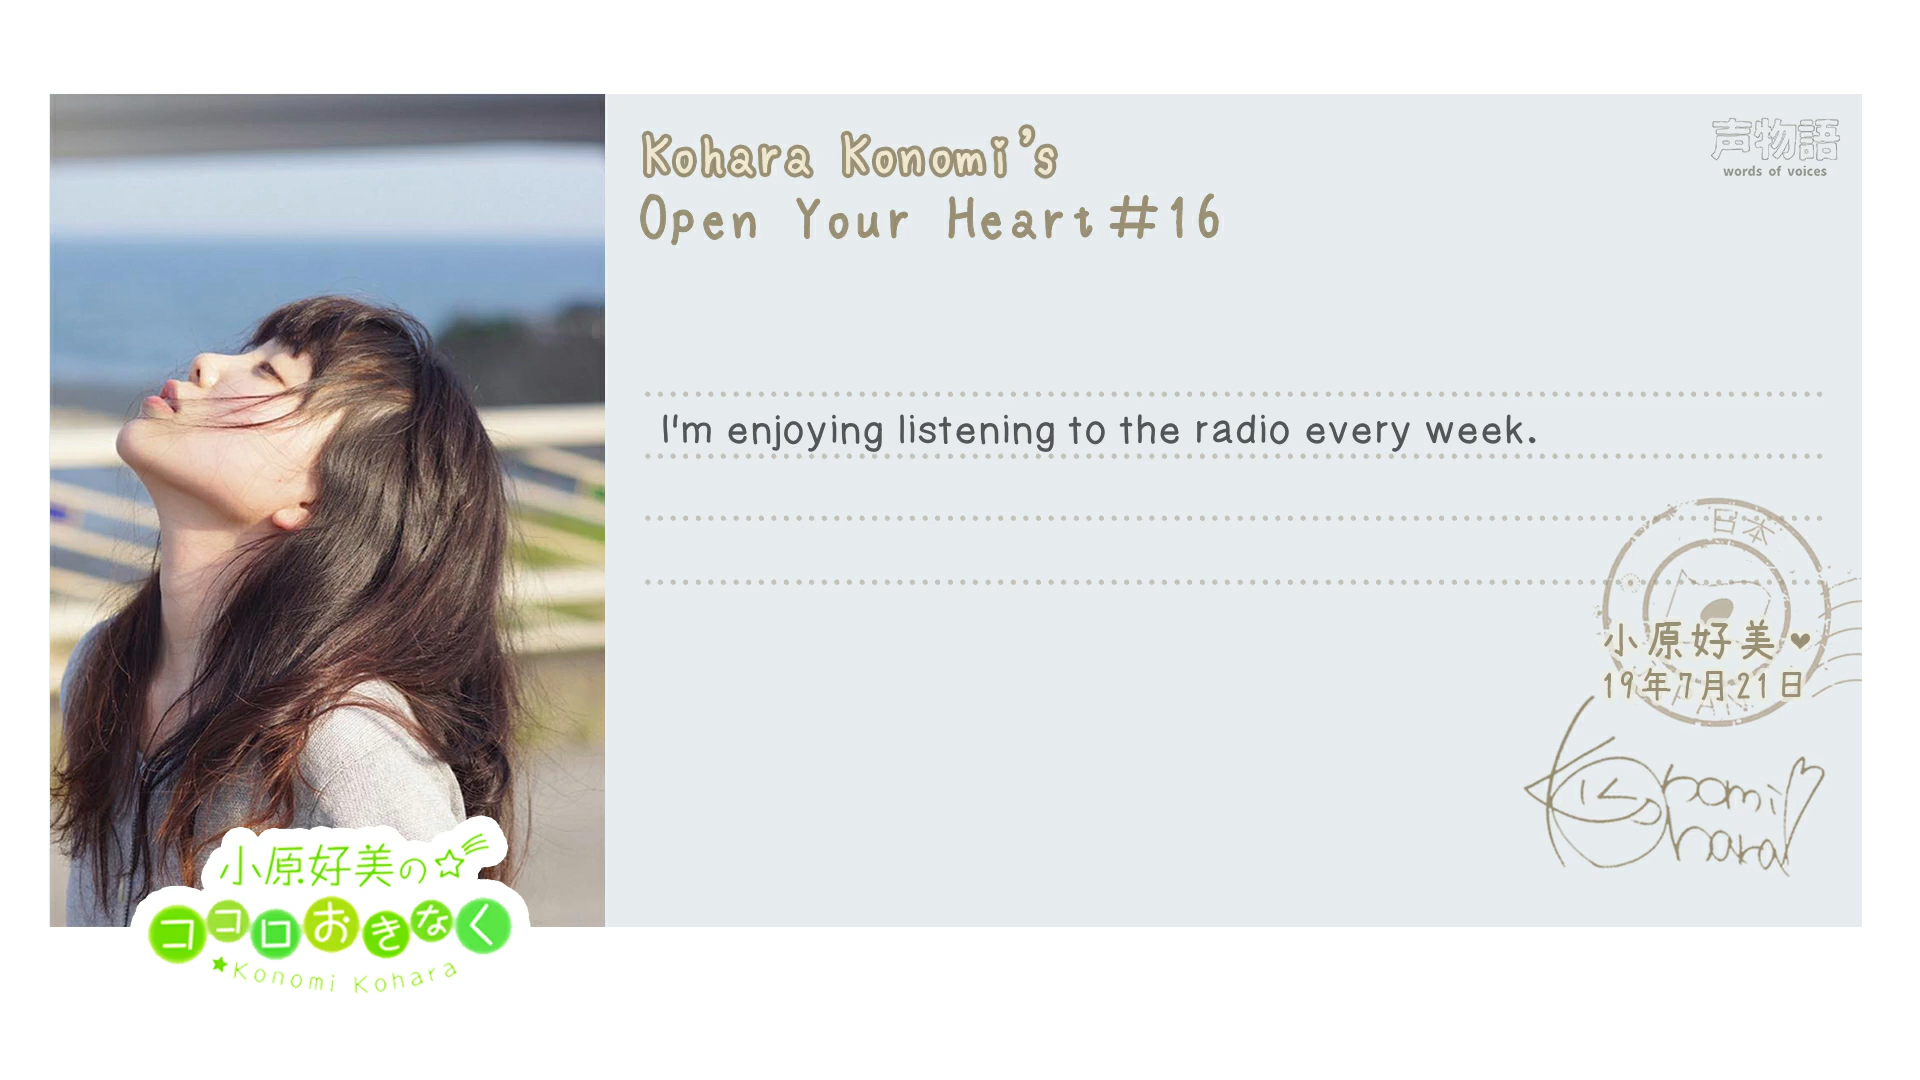 Kohara Konomi's
Open Your Heart#16
声物語
words of voices
I'm enjoying listening to the radio every week.
日本
小原好美❤
19年7月21日
Konomi
Kohara
小原好美の☆
ココロおきなく
★Konomi Kohara